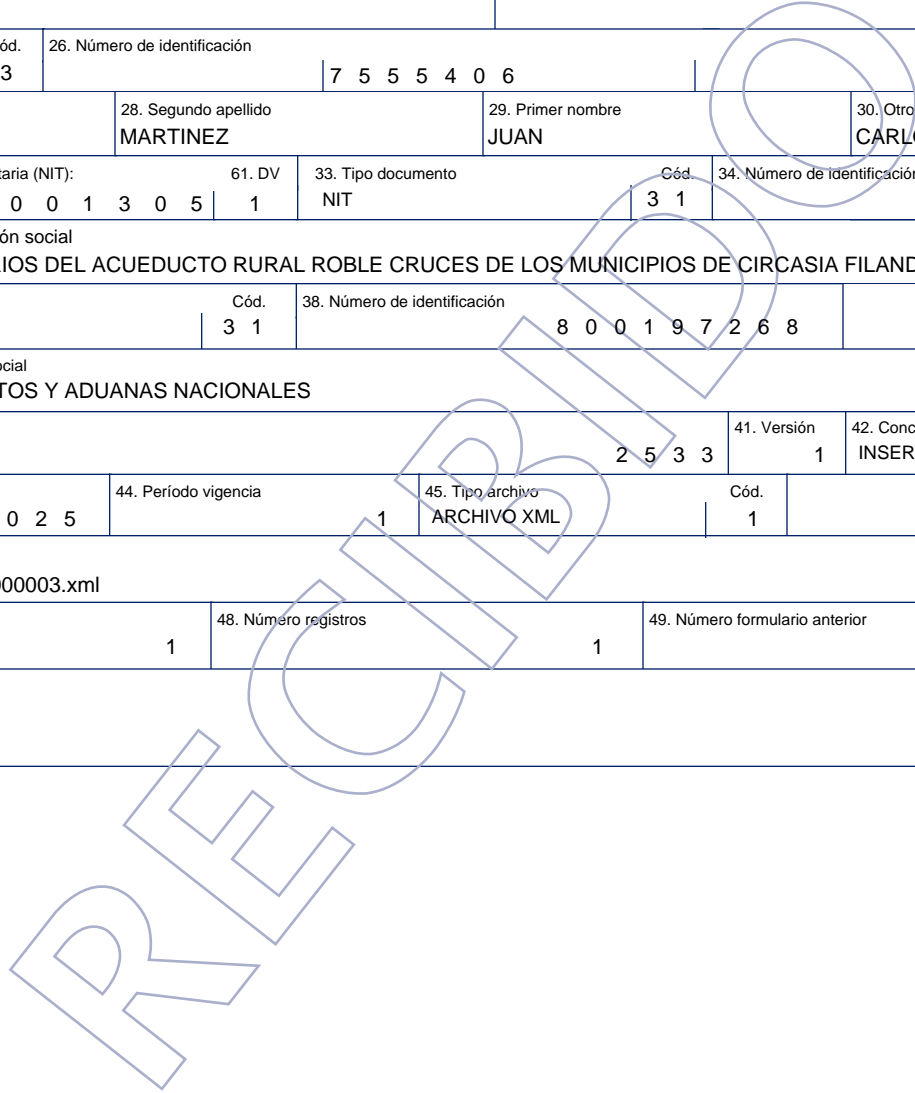 ód. 26. Número de identificación
3 7 5 5 5 4 0 6
28. Segundo apellido 29. Primer nombre 30. Otro
MARTINEZ JUAN CARLO
taria (NIT): 61. DV 33. Tipo documento Cód. 34. Número de identificación
0 0 1 3 0 5 1 NIT 3 1
ón social
IOS DEL ACUEDUCTO RURAL ROBLE CRUCES DE LOS MUNICIPIOS DE CIRCASIA FILAND
Cód. 38. Número de identificación
3 1 8 0 0 1 9 7 2 6 8
ocial
TOS Y ADUANAS NACIONALES
41. Versión 42. Conc
2 5 3 3 1 INSER
44. Período vigencia 45. Tipo archivo Cód.
0 2 5 1 ARCHIVO XML 1
000003.xml
48. Número registros 49. Número formulario anterior
1 1
RECIBIDO